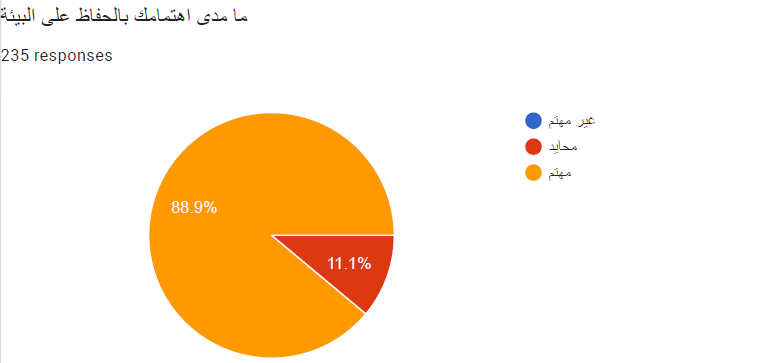 ما مدى اهتمامك بالحفاظ على البيئة
235 responses
غير مهتم
محايد
مهتم
88.9%
11.1%